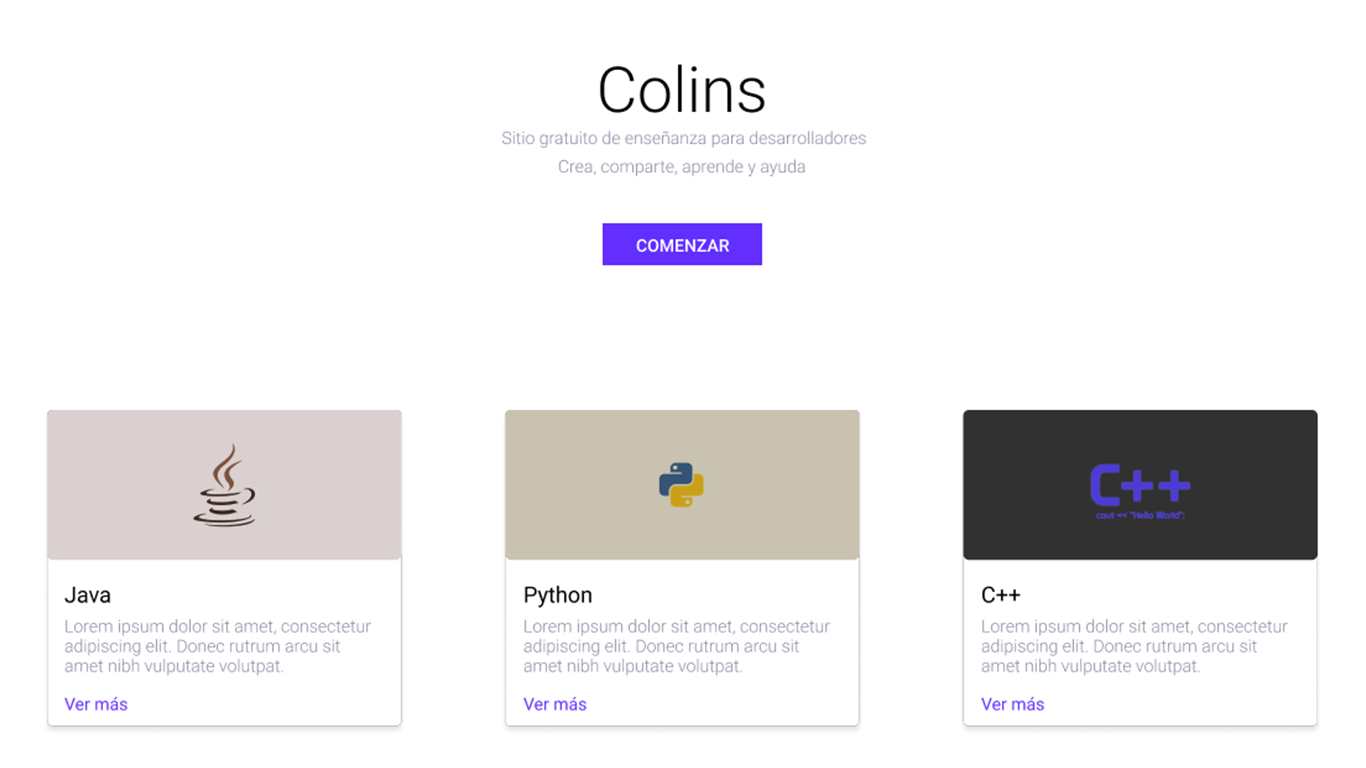 Colins
Sitio gratuito de enseñanza para desarrolladores
Crea, comparte, aprende y ayuda
COMENZAR
C++
cout << "Hello World";
Java
Lorem ipsum dolor sit amet, consectetur
adipiscing elit. Donec rutrum arcu sit
amet nibh vulputate volutpat.
Ver más
Python
Lorem ipsum dolor sit amet, consectetur
adipiscing elit. Donec rutrum arcu sit
amet nibh vulputate volutpat.
Ver más
C++
Lorem ipsum dolor sit amet, consectetur
adipiscing elit. Donec rutrum arcu sit
amet nibh vulputate volutpat.
Ver más